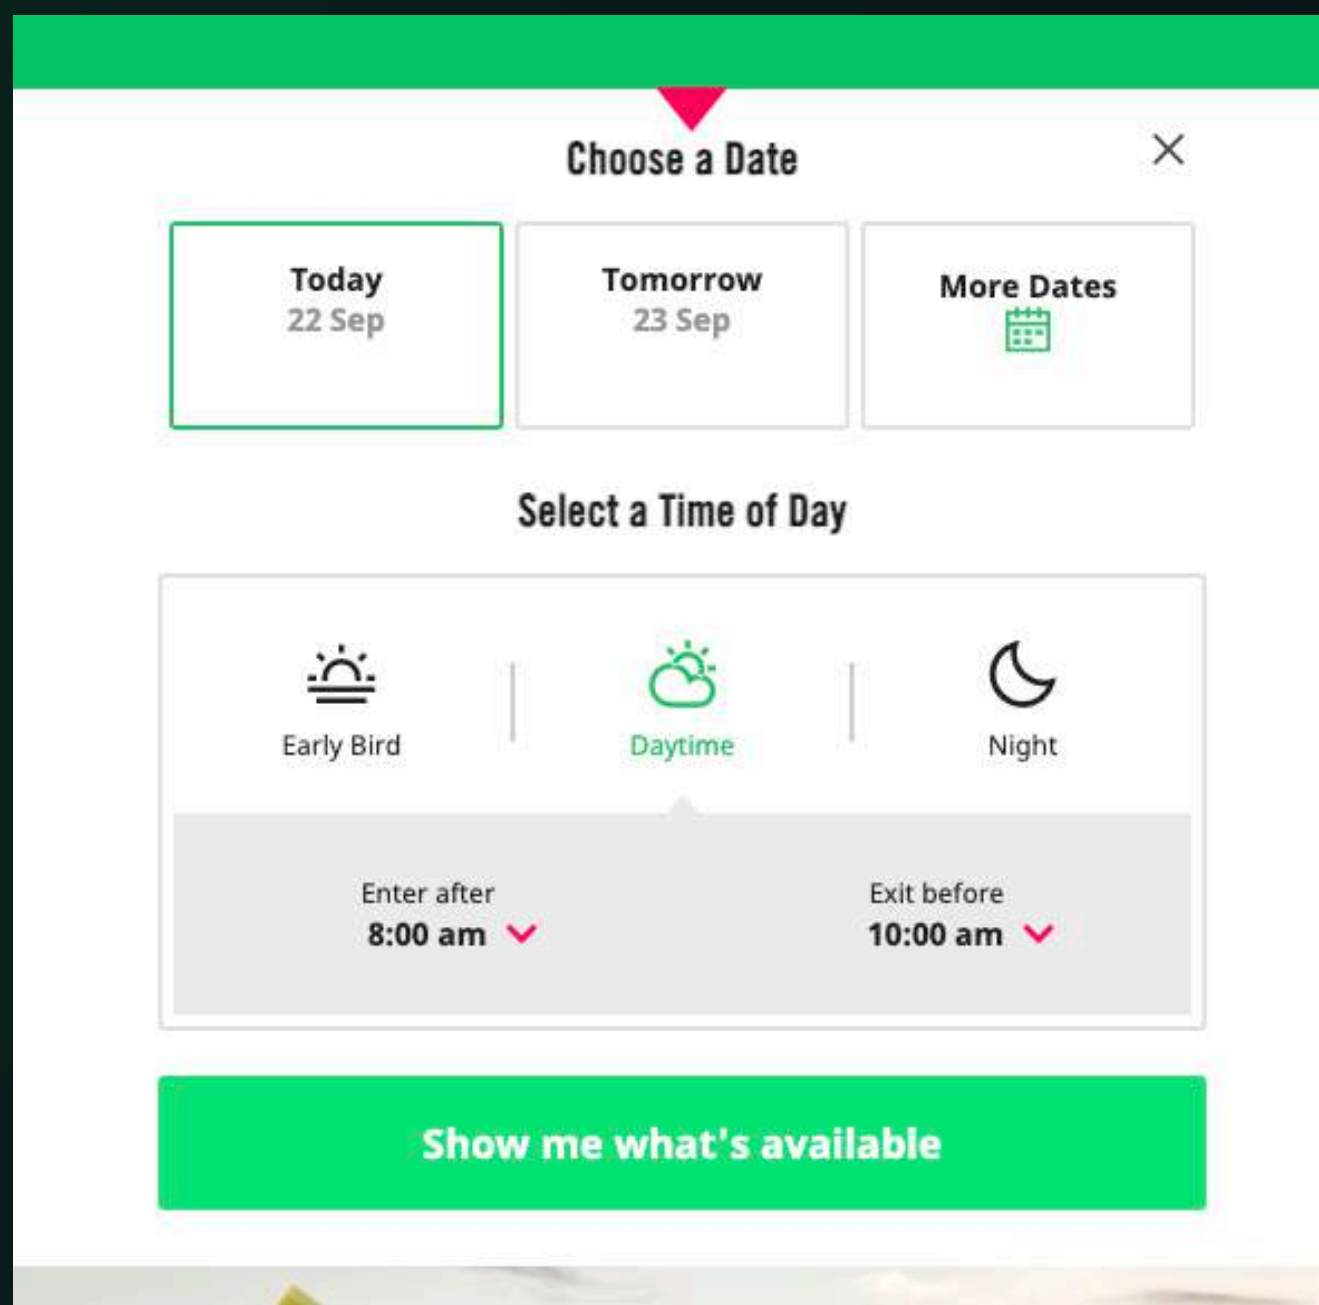 Choose a Date
Today
22 Sep
Tomorrow
23 Sep
More Dates
Select a Time of Day
Early Bird
Daytime
Night
Enter after
8:00 am
Exit before
10:00 am
Show me what's available